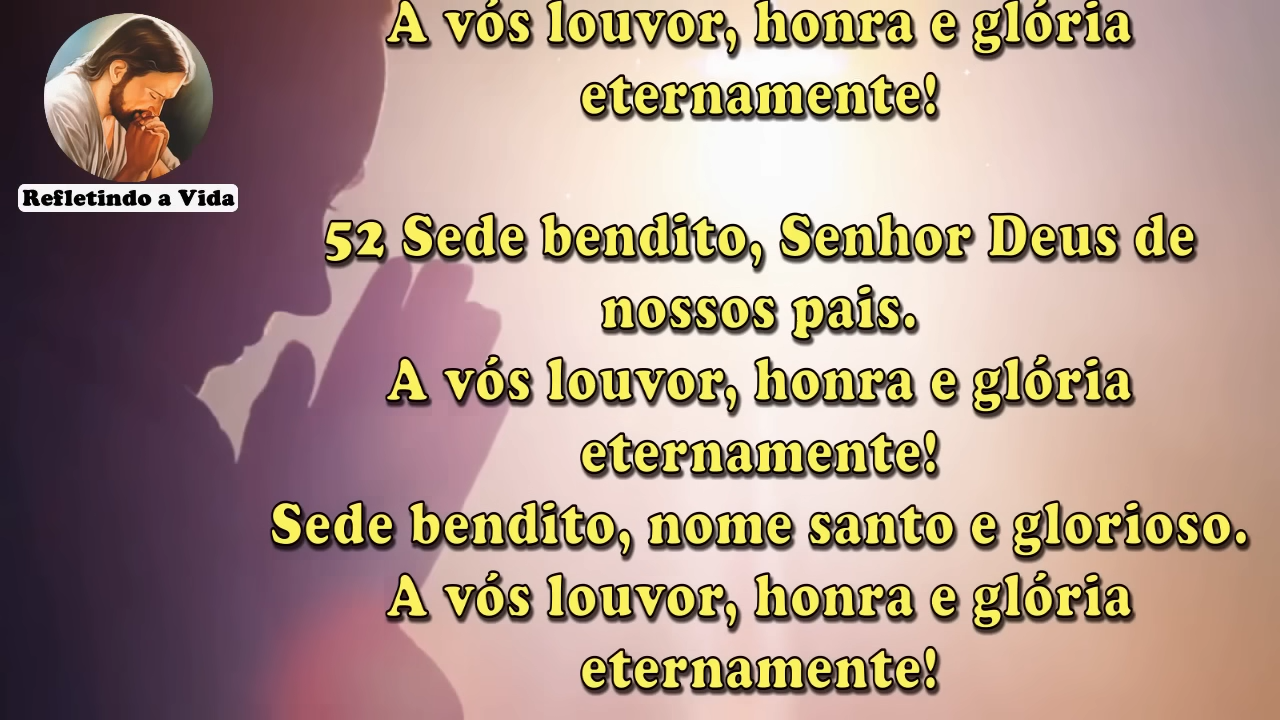 A vós louvor, honra e glória
eternamente!
Refletindo a Vida
52 Sede bendito, Senhor Deus de
nossos pais.
A vós louvor, honra e glória
eternamente!
Sede bendito, nome santo e glorioso.
A vós louvor, honra e glória
eternamente!